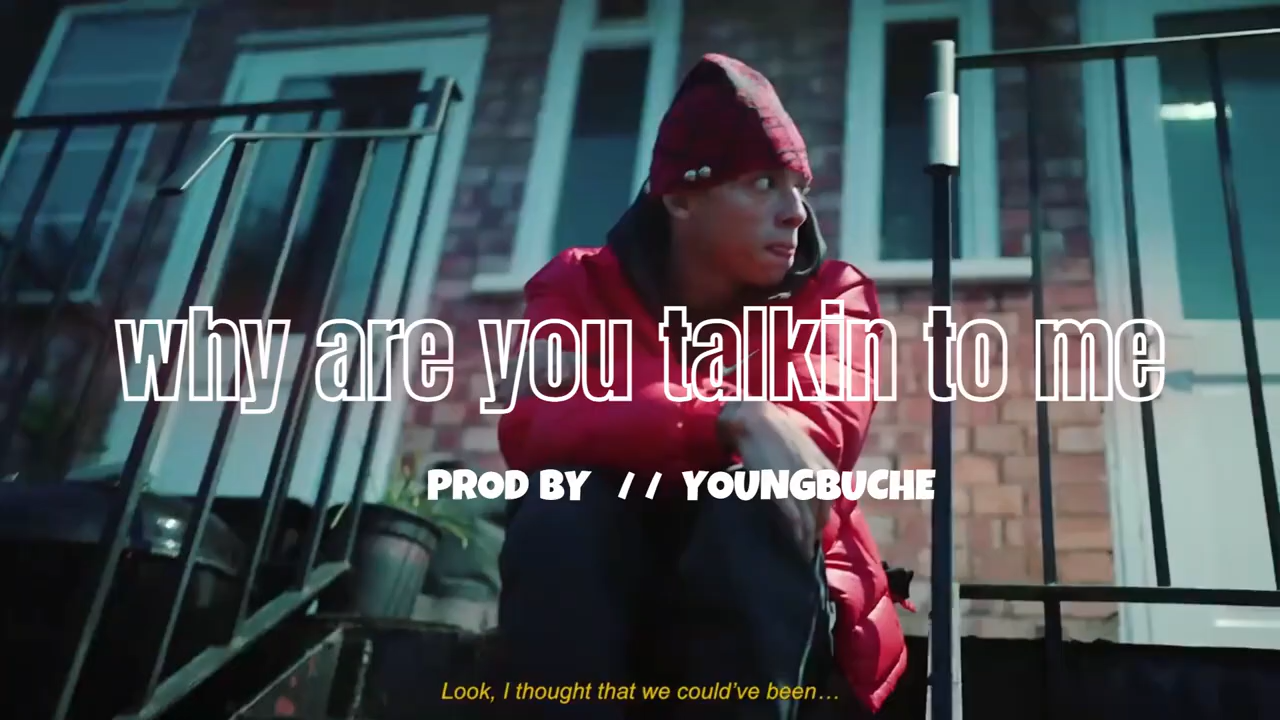 why are you talkin to me
PROD BY // YOUNGBUCHE
Look, I thought that we could've been…